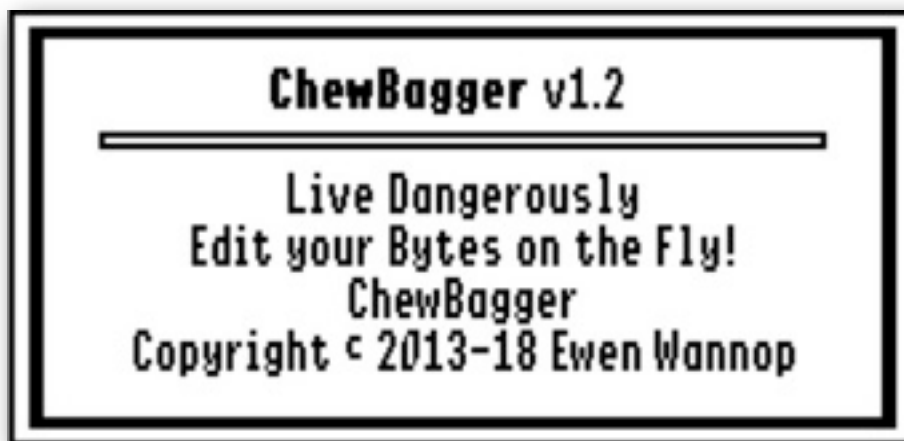 ChewBagger v1.2
Live Dangerously
Edit your Bytes on the Fly!
ChewBagger
Copyright c 2013-18 Ewen Wannop